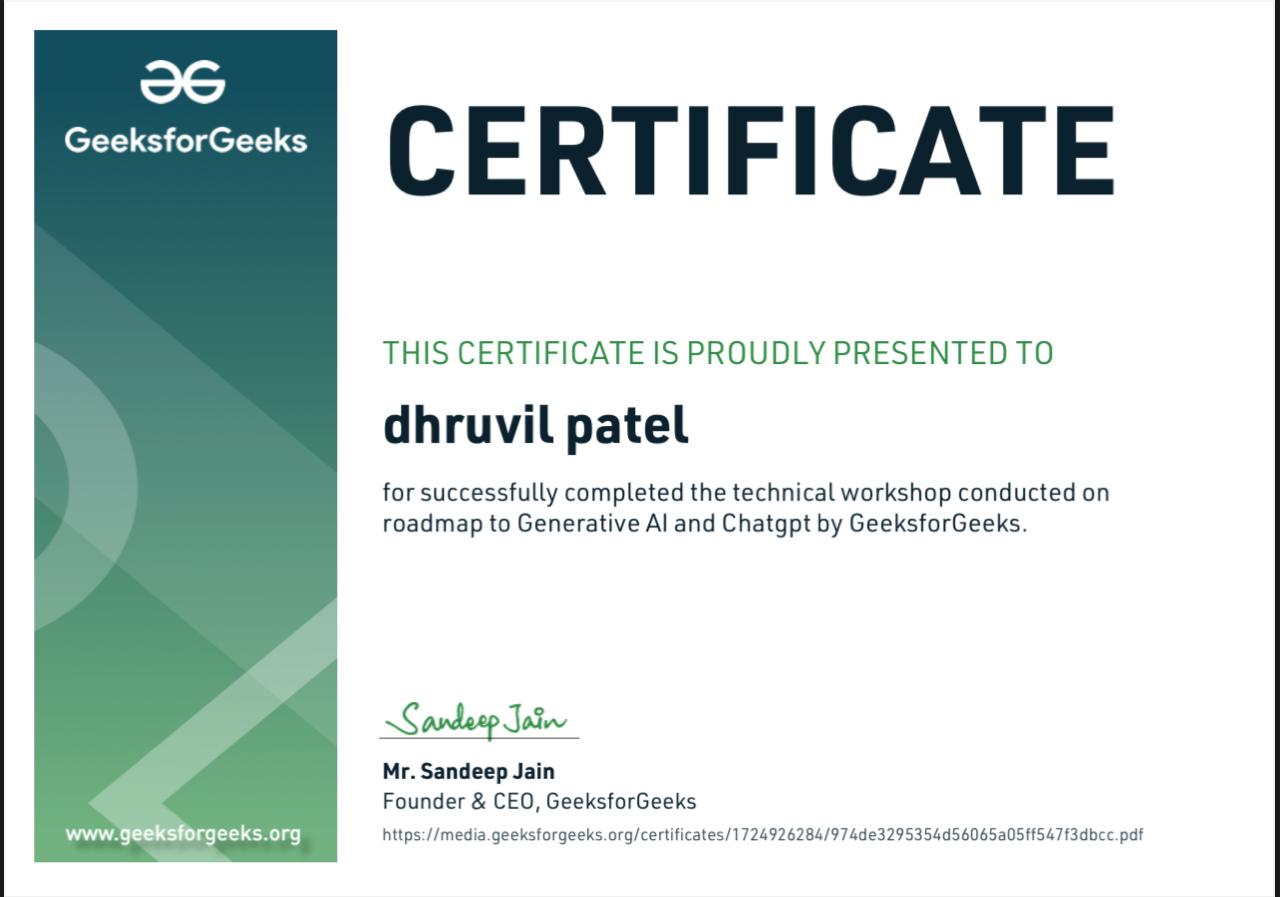 GeeksforGeeks
CERTIFICATE
THIS CERTIFICATE IS PROUDLY PRESENTED TO
dhruvil patel
for successfully completed the technical workshop conducted on
roadmap to Generative AI and Chatgpt by GeeksforGeeks.
Sandeep Jain
Mr. Sandeep Jain
Founder & CEO, GeeksforGeeks
https://media.geeksforgeeks.org/certificates/1724926284/974de3295354d56065a05ff547f3dbcc.pdf
www.geeksforgeeks.org